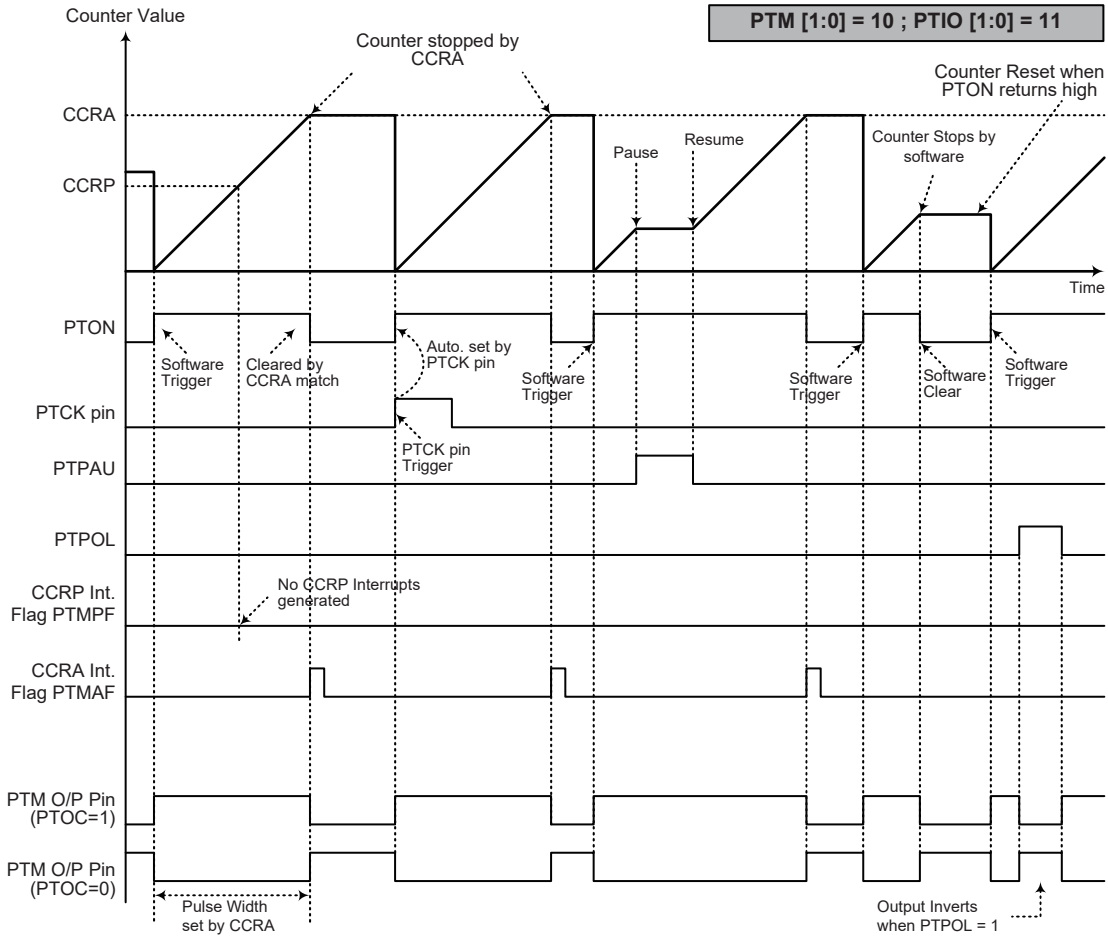 Counter Value
PTM [1:0] = 10 ; PTIO [1:0] = 11
Counter stopped by
CCRA
Counter Reset when
PTON returns high
CCRA
Pause
Resume
Counter Stops by
software
CCRP
Time
PTON
Software
Trigger
Cleared by
CCRA match
Auto. set by
PTCK pin
Software
Trigger
Software
Trigger
Software
Clear
Software
Trigger
PTCK pin
PTCK pin
Trigger
PTPAU
PTPOL
CCRP Int.
Flag PTMPF
No CCRP Interrupts
generated
CCRA Int.
Flag PTMAF
PTM O/P Pin
(PTOC=1)
PTM O/P Pin
(PTOC=0)
Pulse Width
set by CCRA
Output Inverts
when PTPOL = 1